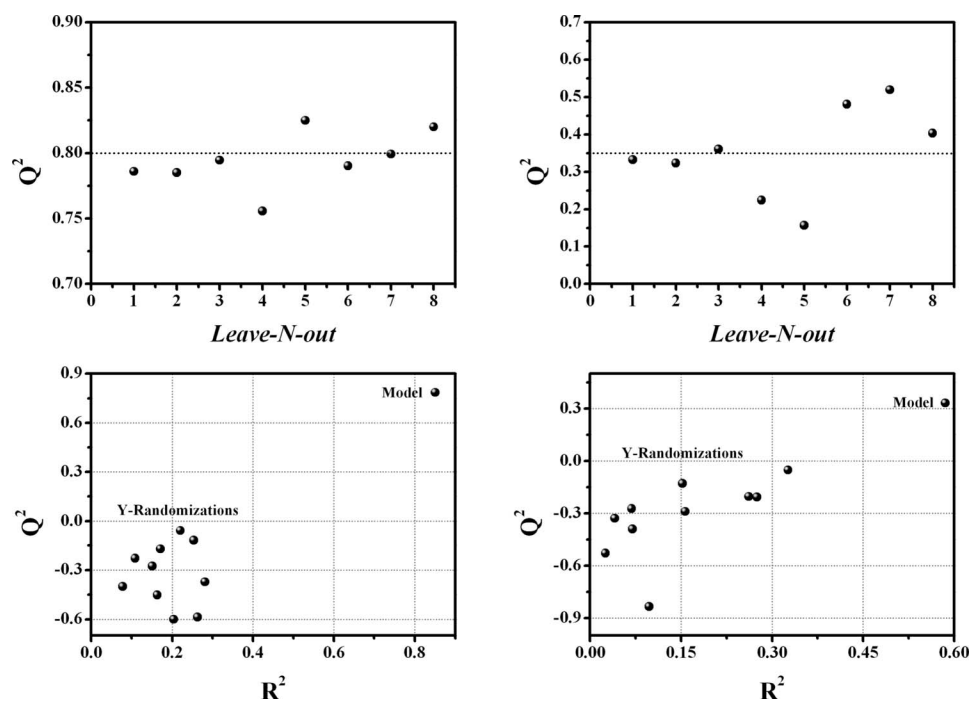 0.90
0.85
0.80
0.75
0.70
Q²
0 1 2 3 4 5 6 7 8
Leave-N-out
0.7
0.6
0.5
0.4
0.3
0.2
0.1
0.0
Q²
0 1 2 3 4 5 6 7 8
Leave-N-out
0.9
0.6
0.3
0.0
-0.3
-0.6
Q²
Model
Y-Randomizations
0.0 0.2 0.4 0.6 0.8
R²
0.3
0.0
-0.3
-0.6
-0.9
Q²
Model
Y-Randomizations
0.00 0.15 0.30 0.45 0.60
R²